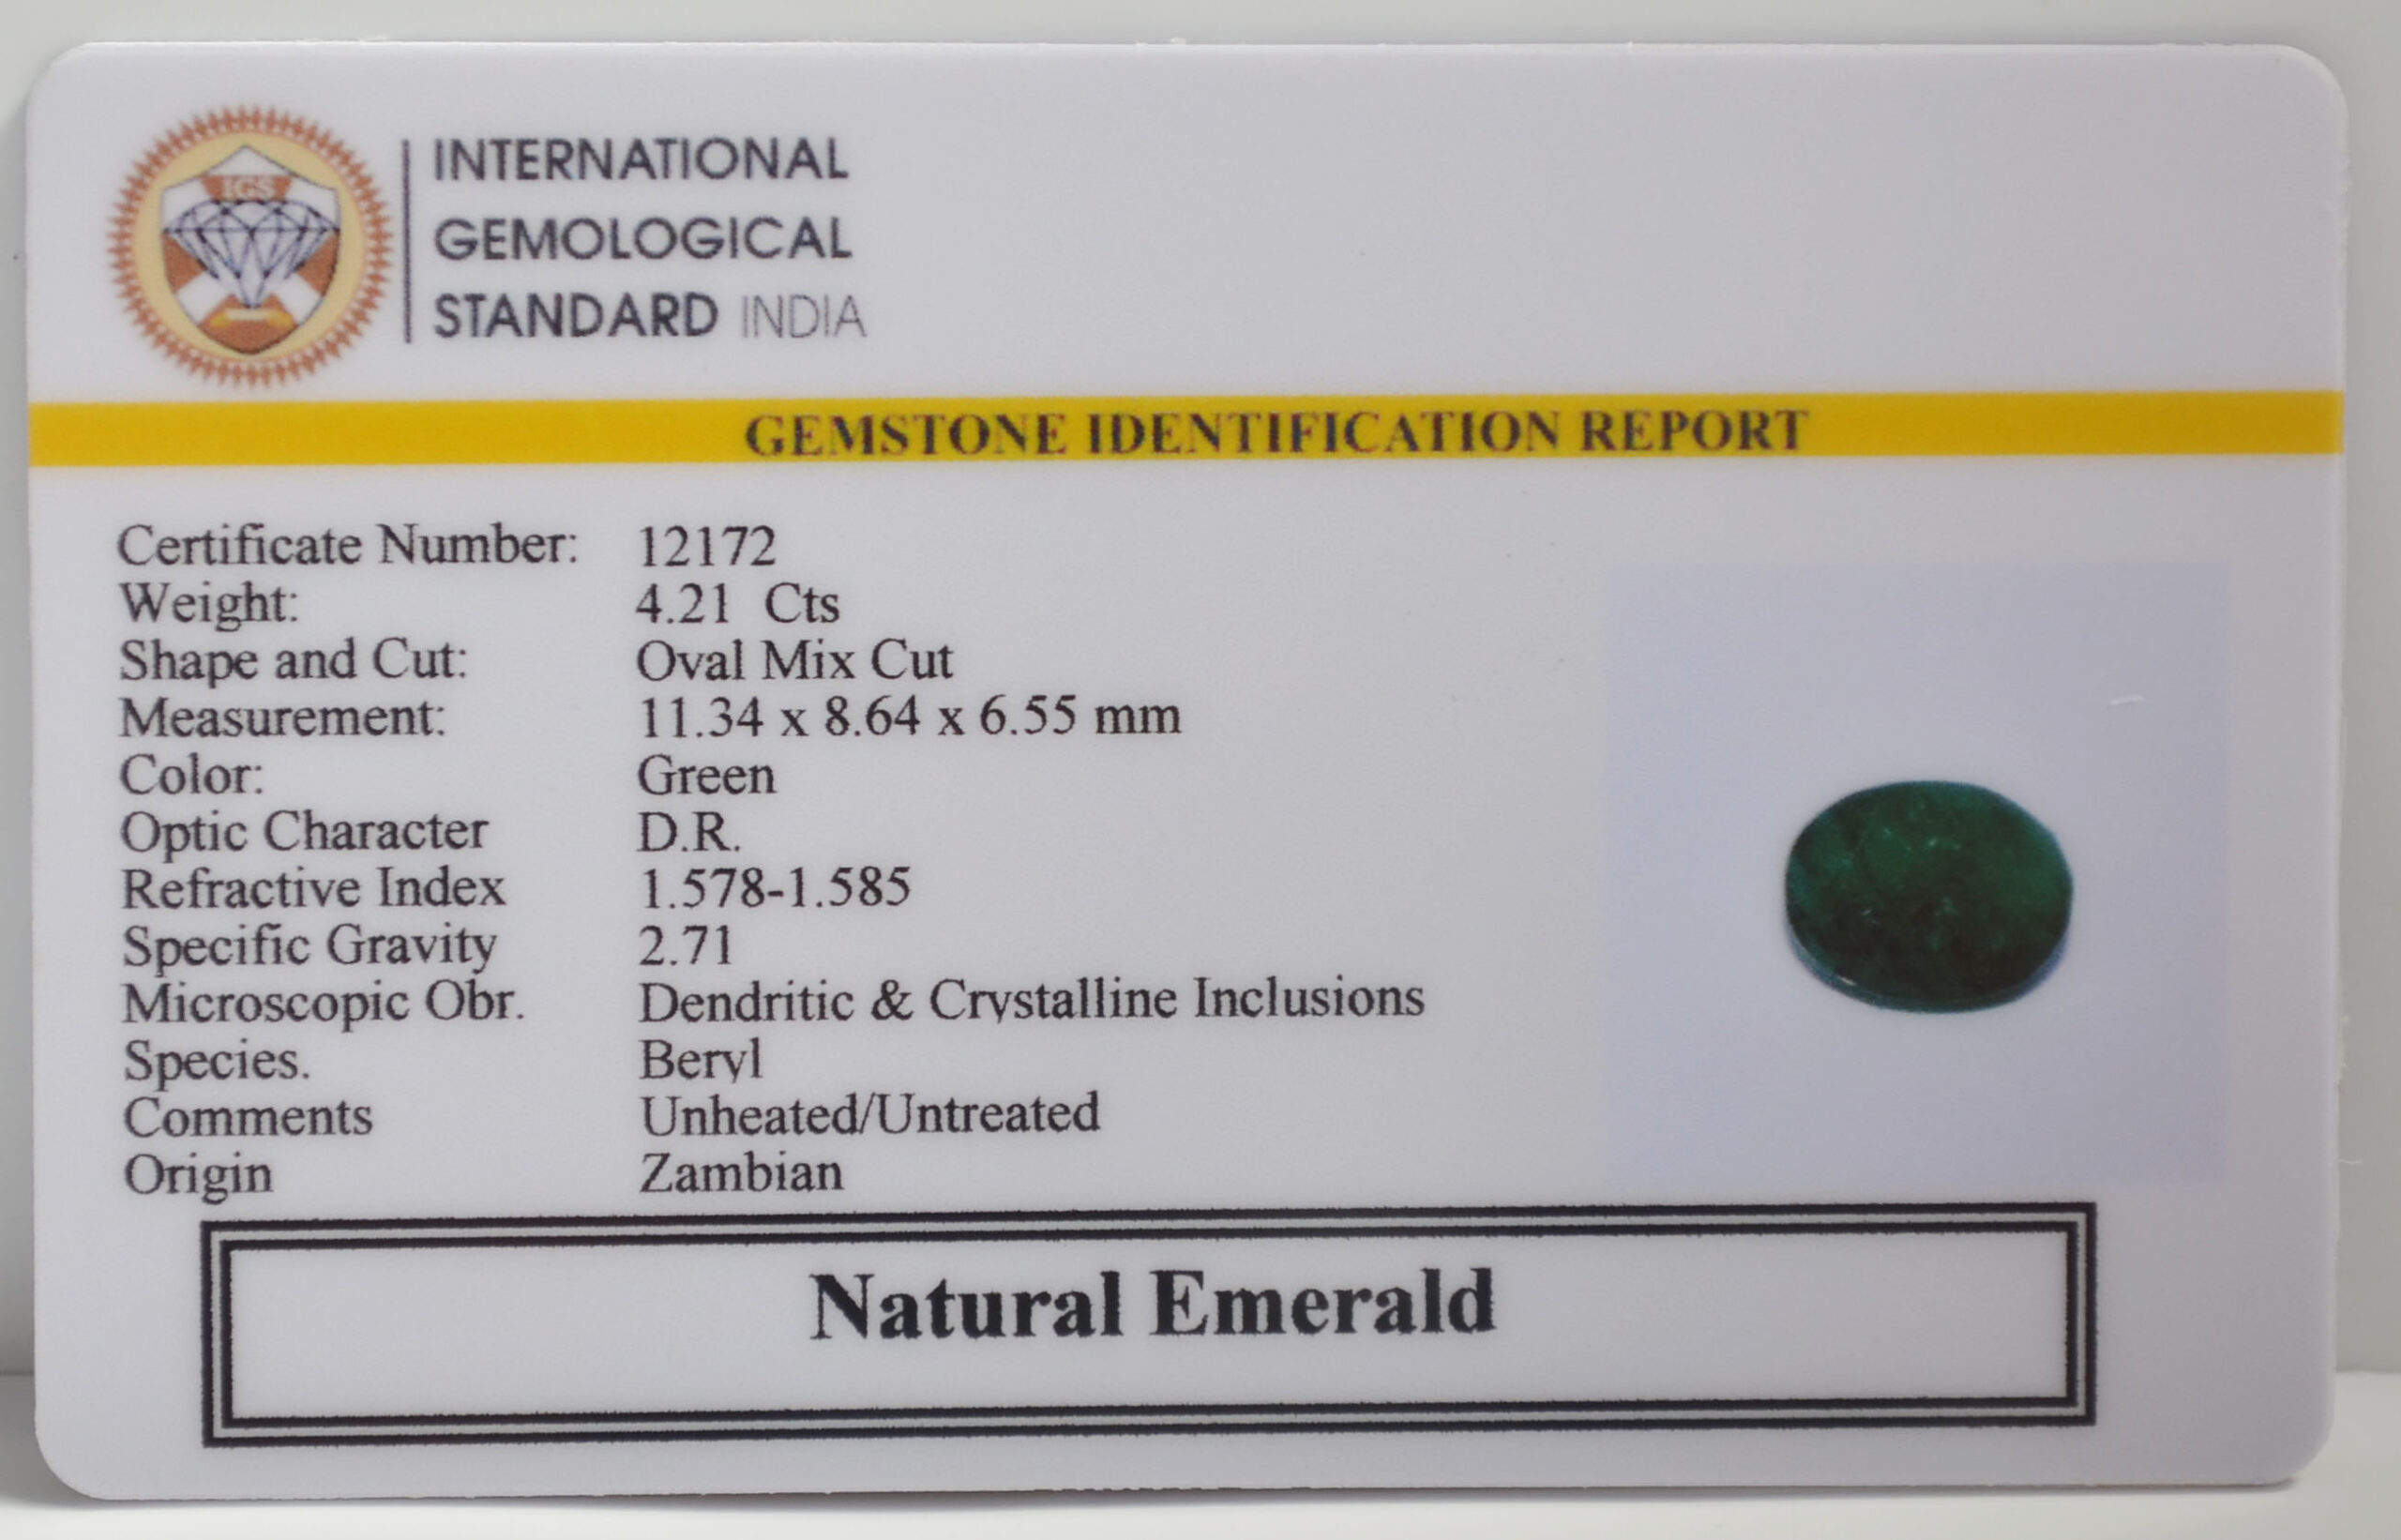 IGS
INTERNATIONAL
GEMOLOGICAL
STANDARD INDIA
GEMSTONE IDENTIFICATION REPORT
Certificate Number: 12172
Weight: 4.21 Cts
Shape and Cut: Oval Mix Cut
Measurement: 11.34 x 8.64 x 6.55 mm
Color: Green
Optic Character D.R.
Refractive Index 1.578-1.585
Specific Gravity 2.71
Microscopic Obr. Dendritic & Crystalline Inclusions
Species. Beryl
Comments Unheated/Untreated
Origin Zambian
Natural Emerald